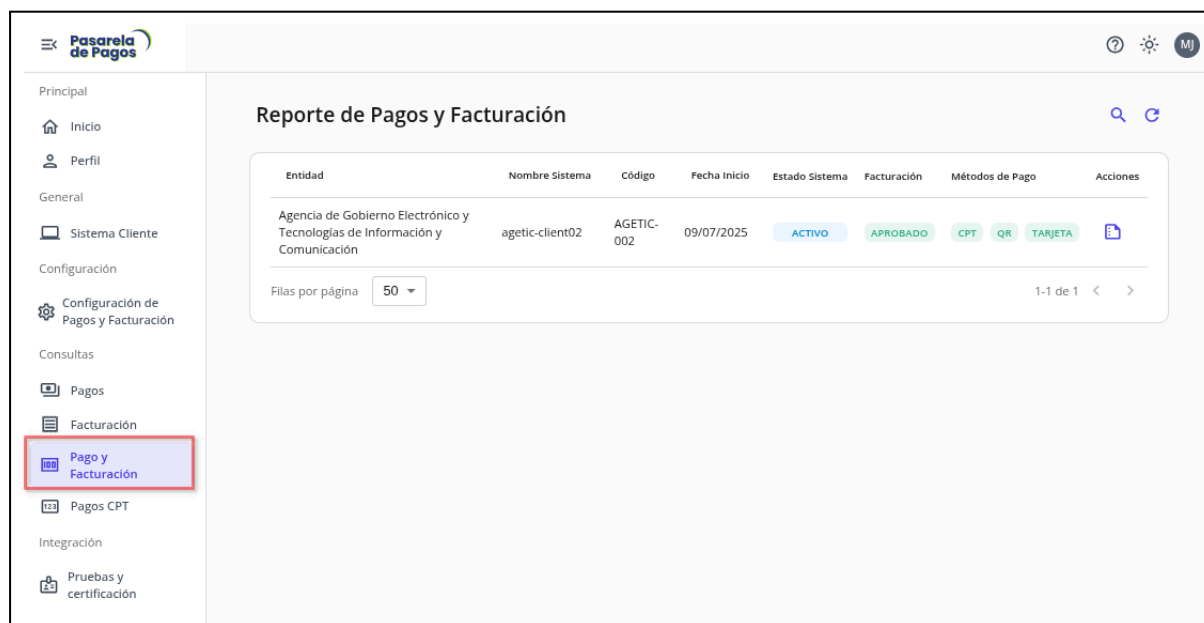 Pasarela
de Pagos
MJ
Principal
Inicio
Perfil
General
Sistema Cliente
Configuración
Configuración de
Pagos y Facturación
Consultas
Pagos
Facturación
100
Pago y
Facturación
123
Pagos CPT
Integración
Pruebas y
certificación
Reporte de Pagos y Facturación
Entidad Nombre Sistema Código Fecha Inicio Estado Sistema Facturación Métodos de Pago Acciones
Agencia de Gobierno Electrónico y
Tecnologías de Información y
Comunicación
agetic-client02
AGETIC-
002
09/07/2025
ACTIVO
APROBADO
CPT QR TARJETA
Filas por página 50 1-1 de 1